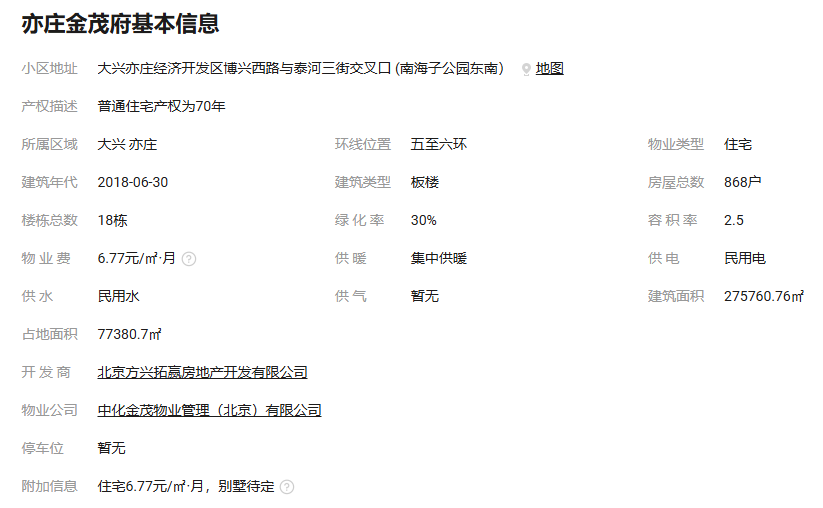 亦庄金茂府基本信息
小区地址 大兴亦庄经济开发区博兴西路与泰河三街交叉口 (南海子公园东南) 地图
产权描述 普通住宅产权为70年
所属区域 大兴 亦庄 环线位置 五至六环 物业类型 住宅
建筑年代 2018-06-30 建筑类型 板楼 房屋总数 868户
楼栋总数 18栋 绿 化 率 30% 容 积 率 2.5
物 业 费 6.77元/㎡·月 供 暖 集中供暖 供 电 民用电
供 水 民用水 供 气 暂无 建筑面积 275760.76㎡
占地面积 77380.7㎡
开 发 商 北京方兴拓赢房地产开发有限公司
物业公司 中化金茂物业管理（北京）有限公司
停车位 暂无
附加信息 住宅6.77元/㎡·月，别墅待定